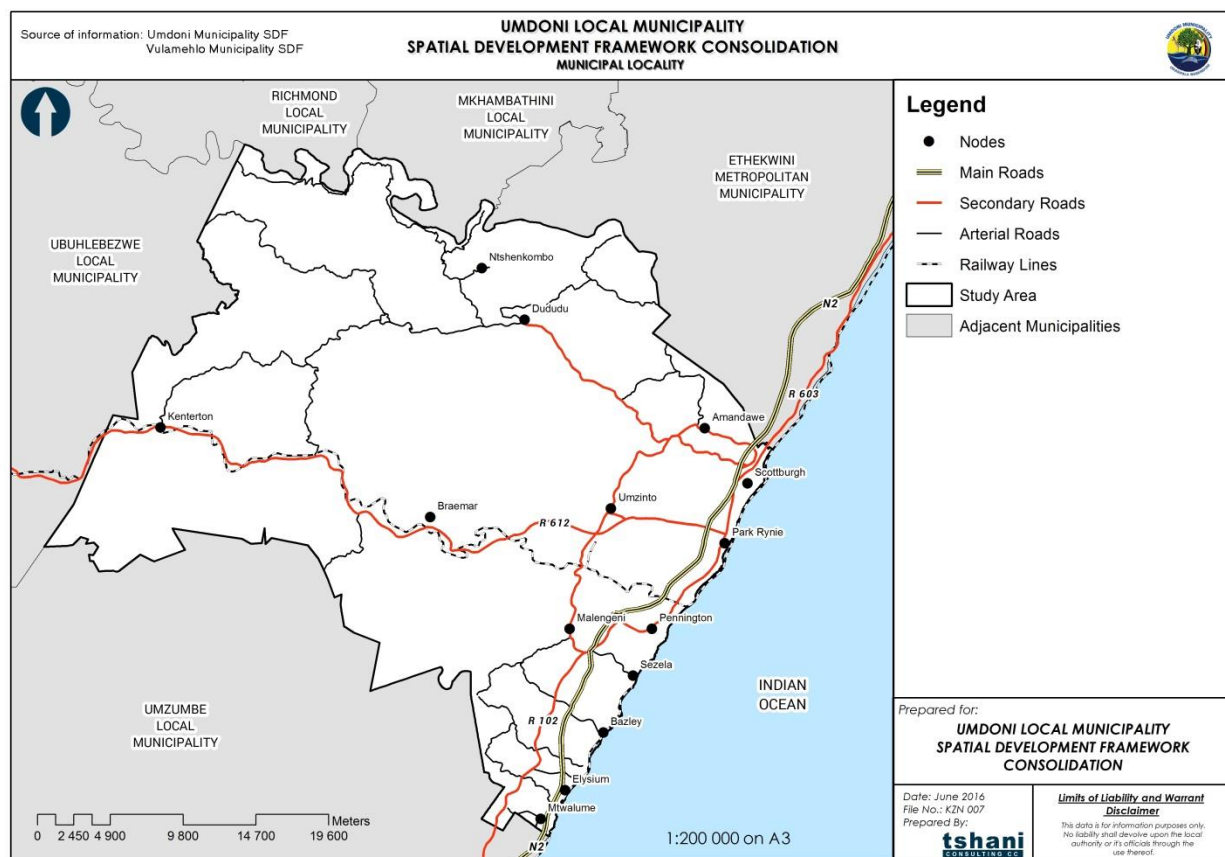 Source of information: Umdoni Municipality SDF
Vulamehlo Municipality SDF
UMDONI LOCAL MUNICIPALITY
SPATIAL DEVELOPMENT FRAMEWORK CONSOLIDATION
MUNICIPAL LOCALITY
RICHMOND
LOCAL
MUNICIPALITY
MKHAMBATHINI
LOCAL
MUNICIPALITY
ETHEKWINI
METROPOLITAN
MUNICIPALITY
UBUHLEBEZWE
LOCAL
MUNICIPALITY
Ntshenkombo
Dududu
N2
R 603
Kenterton
Amandawe
Scottburgh
Umzinto
Braemar
R 612
Park Rynie
Malengeni
Pennington
Sezela
INDIAN
OCEAN
UMZUMBE
LOCAL
MUNICIPALITY
R 102
Bazley
Elysium
Mtwalume
N2
Meters
0 2 450 4 900 9 800 14 700 19 600
1:200 000 on A3
Legend
Nodes
Main Roads
Secondary Roads
Arterial Roads
Railway Lines
Study Area
Adjacent Municipalities
Prepared for:
UMDONI LOCAL MUNICIPALITY
SPATIAL DEVELOPMENT FRAMEWORK
CONSOLIDATION
Date: June 2016
File No.: KZN 007
Prepared By:
tshani
CONSULTING CC
Limits of Liability and Warrant
Disclaimer
This data is for information purposes only.
No liability shall devolve upon the local
authority or it's officials through the
use thereof.